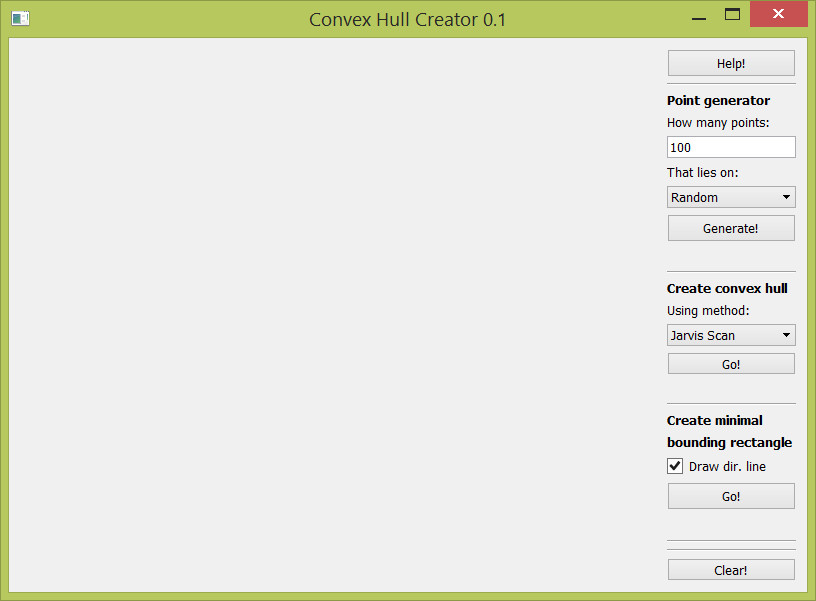 Convex Hull Creator 0.1
Help!
Point generator
How many points:
100
That lies on:
Random
Generate!
Create convex hull
Using method:
Jarvis Scan
Go!
Create minimal
bounding rectangle
Draw dir. line
Go!
Clear!